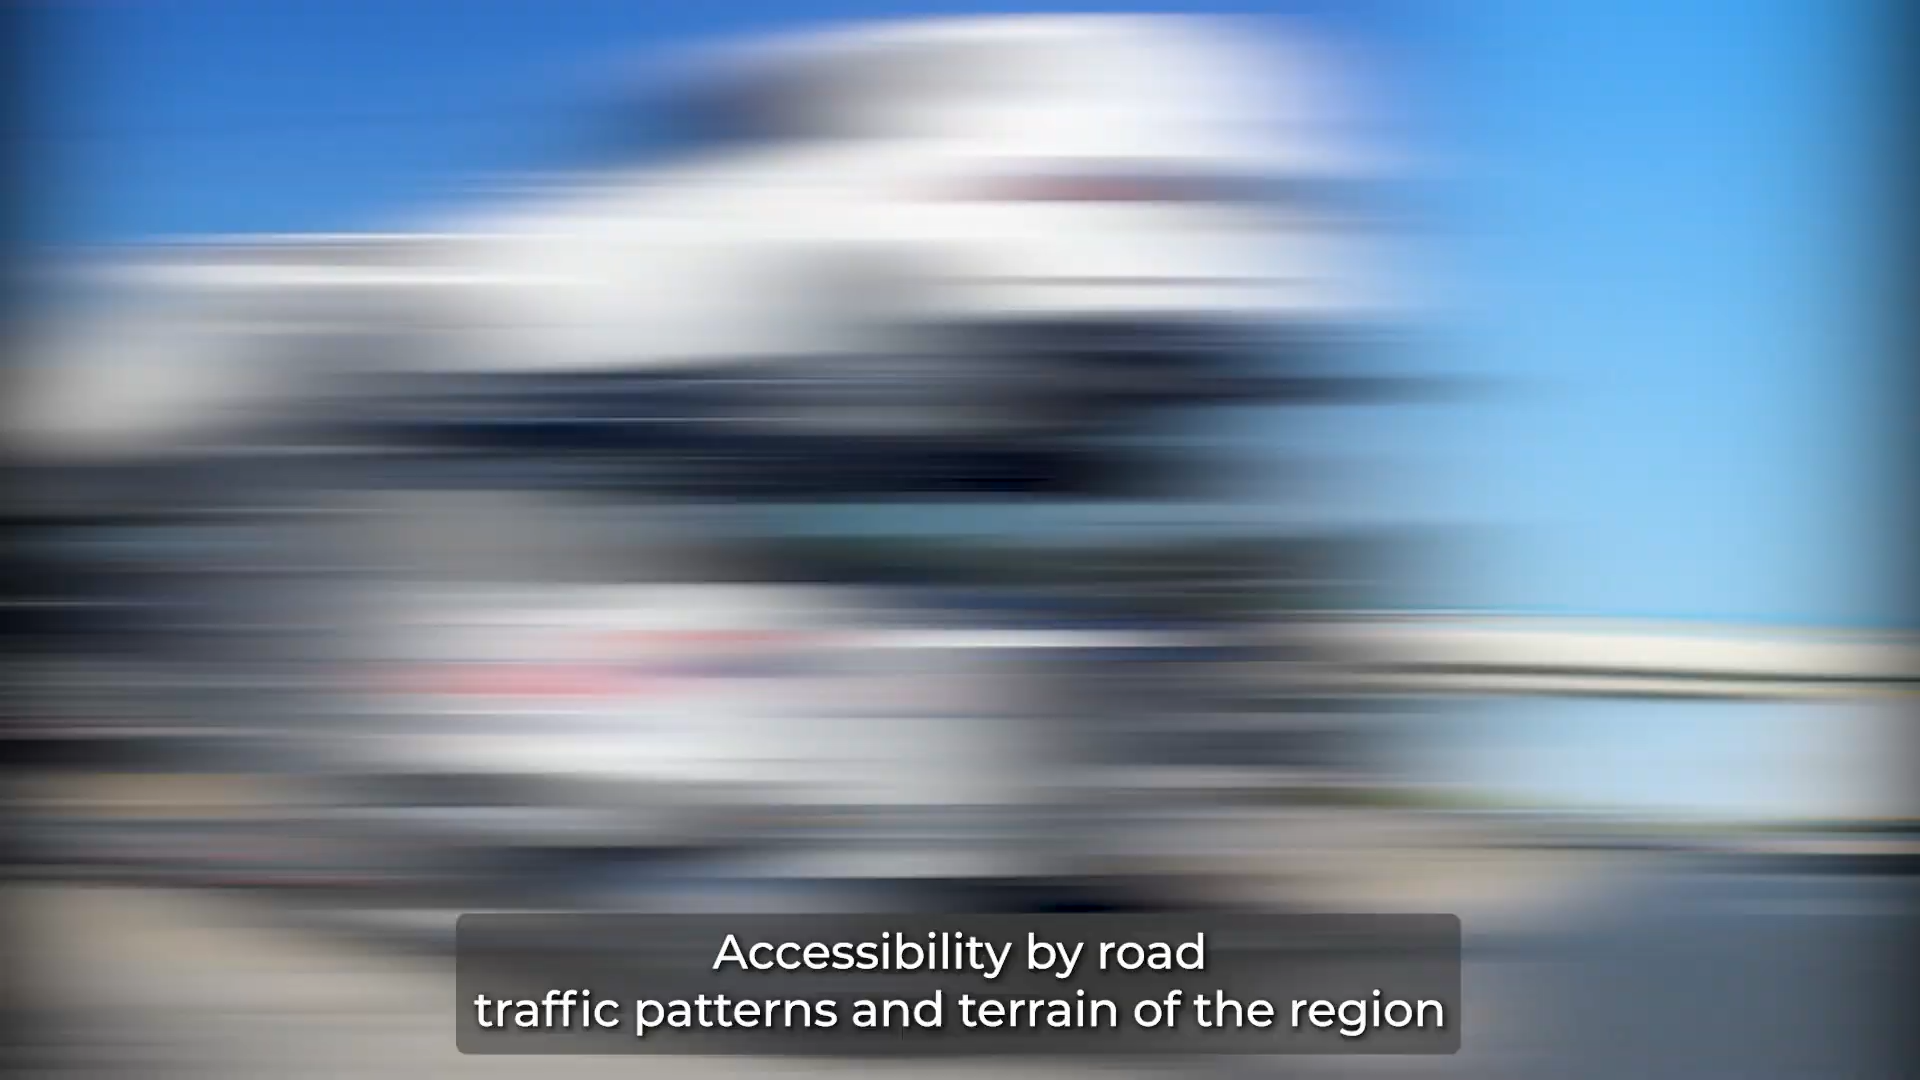 Accessibility by road
traffic patterns and terrain of the region